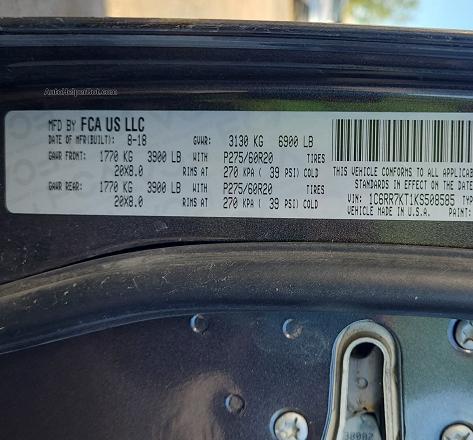 AutoHelperBot.com
MFD BY FCA US LLC
DATE OF MFR(BUILT): 8-18 GVWR: 3130 KG 6900 LB
GAWR FRONT: 1770 KG 3900 LB WITH P275/60R20 TIRES
20X8.0 RIMS AT 270 KPA ( 39 PSI) COLD
GAWR REAR: 1770 KG 3900 LB WITH P275/60R20 TIRES
20X8.0 RIMS AT 270 KPA ( 39 PSI) COLD
THIS VEHICLE CONFORMS TO ALL APPLICAB
STANDARDS IN EFFECT ON THE DATE
VIN: 1C6RR7KT1KS508585 TYP
VEHICLE MADE IN U.S.A. PAINT